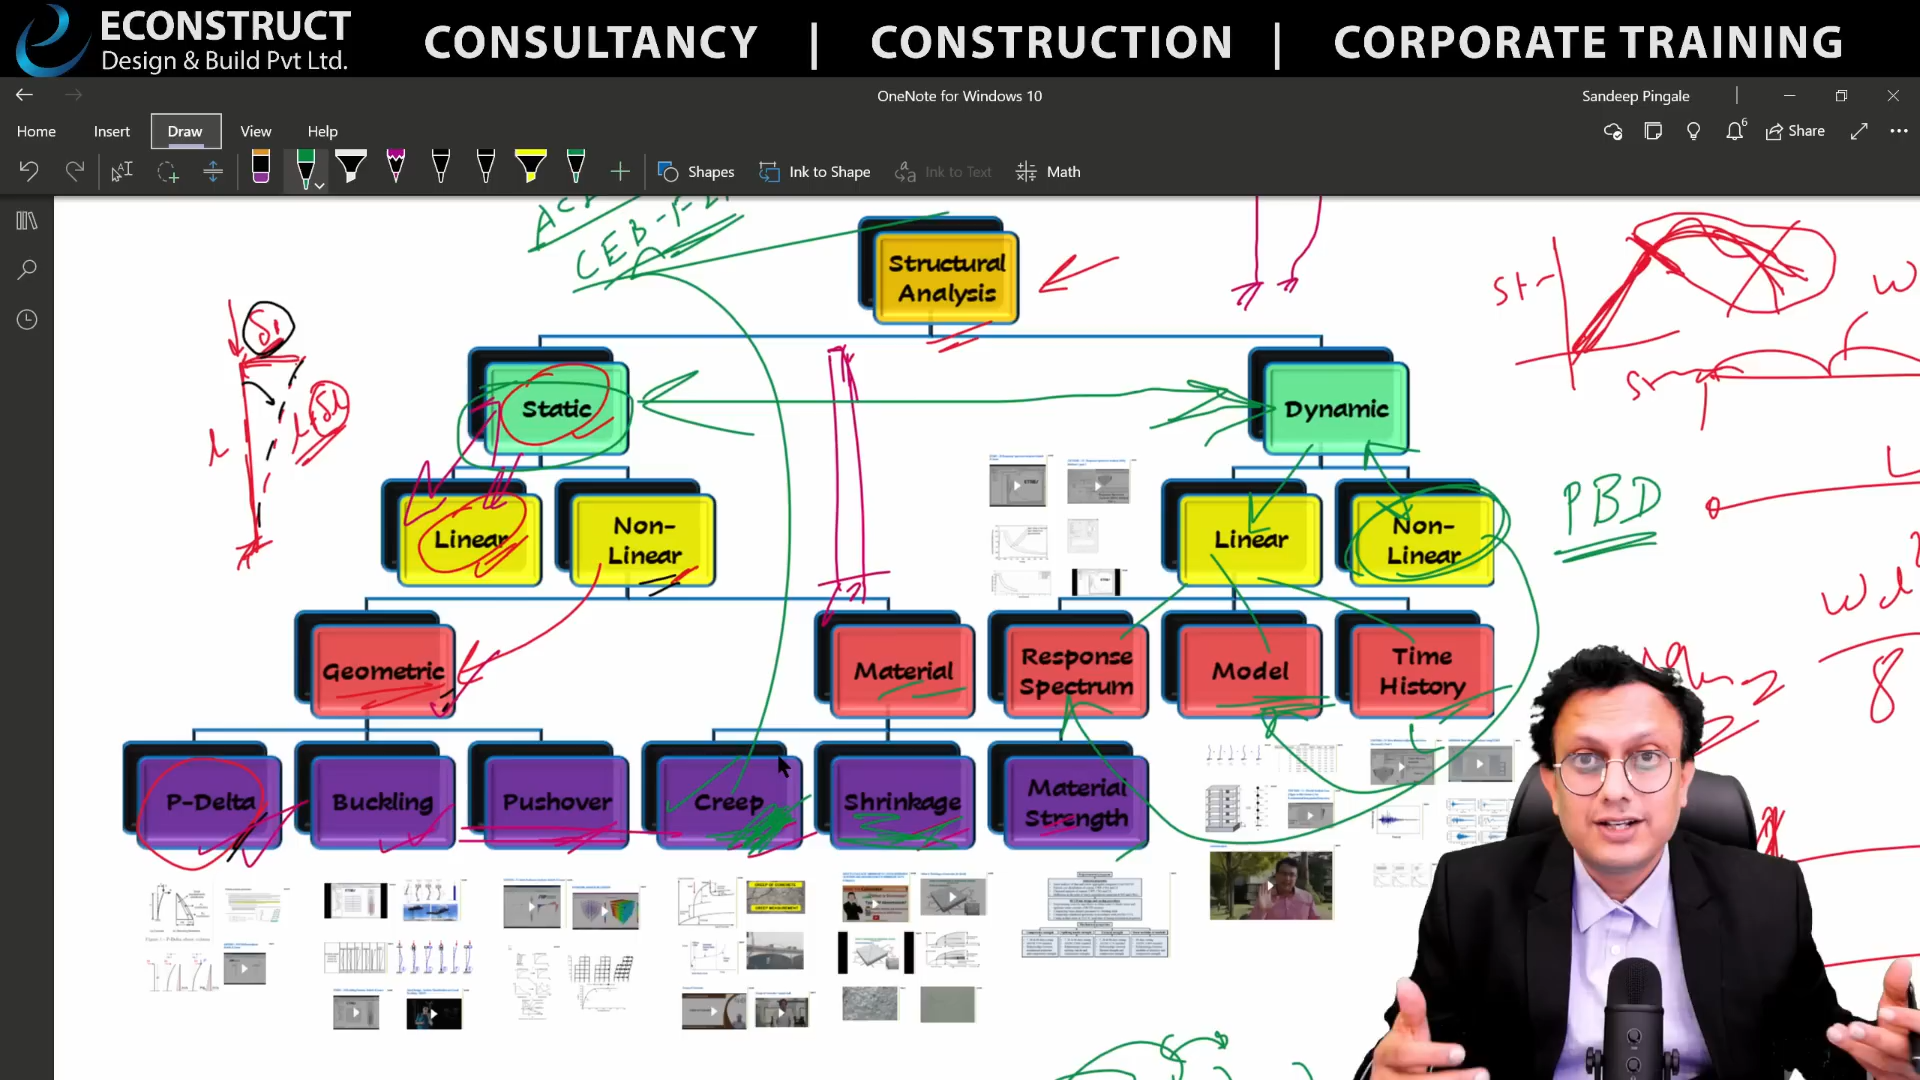 ECONSTRUCT
Design & Build Pvt Ltd.
CONSULTANCY | CONSTRUCTION | CORPORATE TRAINING
OneNote for Windows 10
Sandeep Pingale
Home Insert Draw View Help
6
Share
Shapes
Ink to Shape
Ink to Text
Math
CEB-F
Structural
Analysis
Static
Dynamic
Linear
Non-
Linear
Linear
Non-
Linear
PBD
Geometric
Material
Response
Spectrum
Model
Time
History
P-Delta
Buckling
Pushover
Creep
Shrinkage
Material
Strength
8